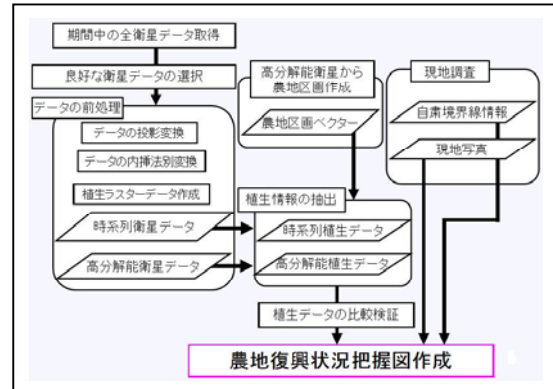 期間中の全衛星データ取得
良好な衛星データの選択
データの前処理
データの投影変換
データの内挿法別変換
植生ラスターデータ作成
時系列衛星データ
高分解能衛星データ
高分解能衛星から
農地区画作成
農地区画ベクター
植生情報の抽出
時系列植生データ
高分解能植生データ
植生データの比較検証
現地調査
自粛境界線情報
現地写真
農地復興状況把握図作成